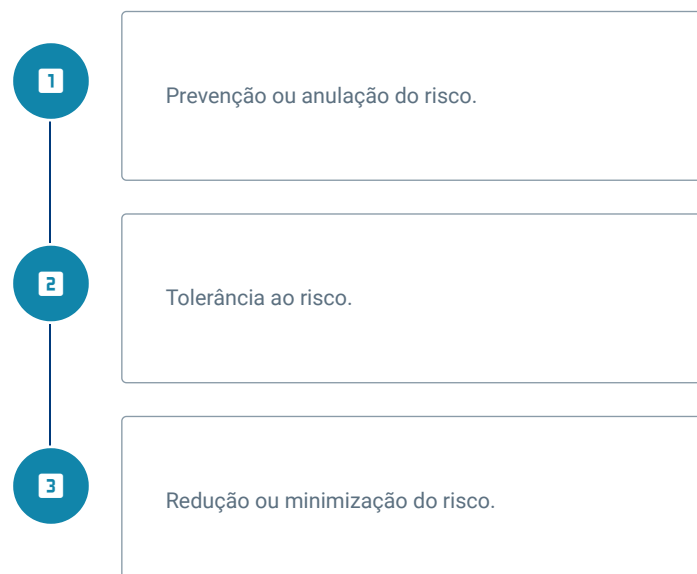 1
Prevenção ou anulação do risco.
2
Tolerância ao risco.
3
Redução ou minimização do risco.